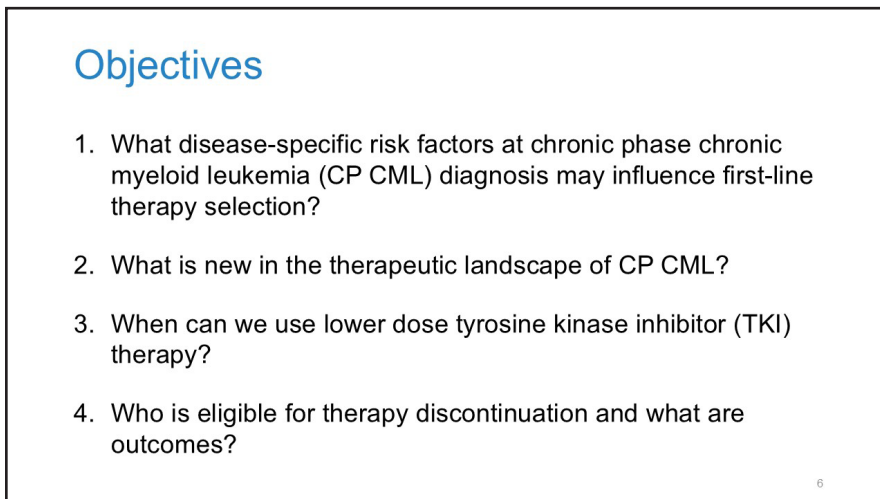 Objectives
1. What disease-specific risk factors at chronic phase chronic
myeloid leukemia (CP CML) diagnosis may influence first-line
therapy selection?
2. What is new in the therapeutic landscape of CP CML?
3. When can we use lower dose tyrosine kinase inhibitor (TKI)
therapy?
4. Who is eligible for therapy discontinuation and what are
outcomes?
6